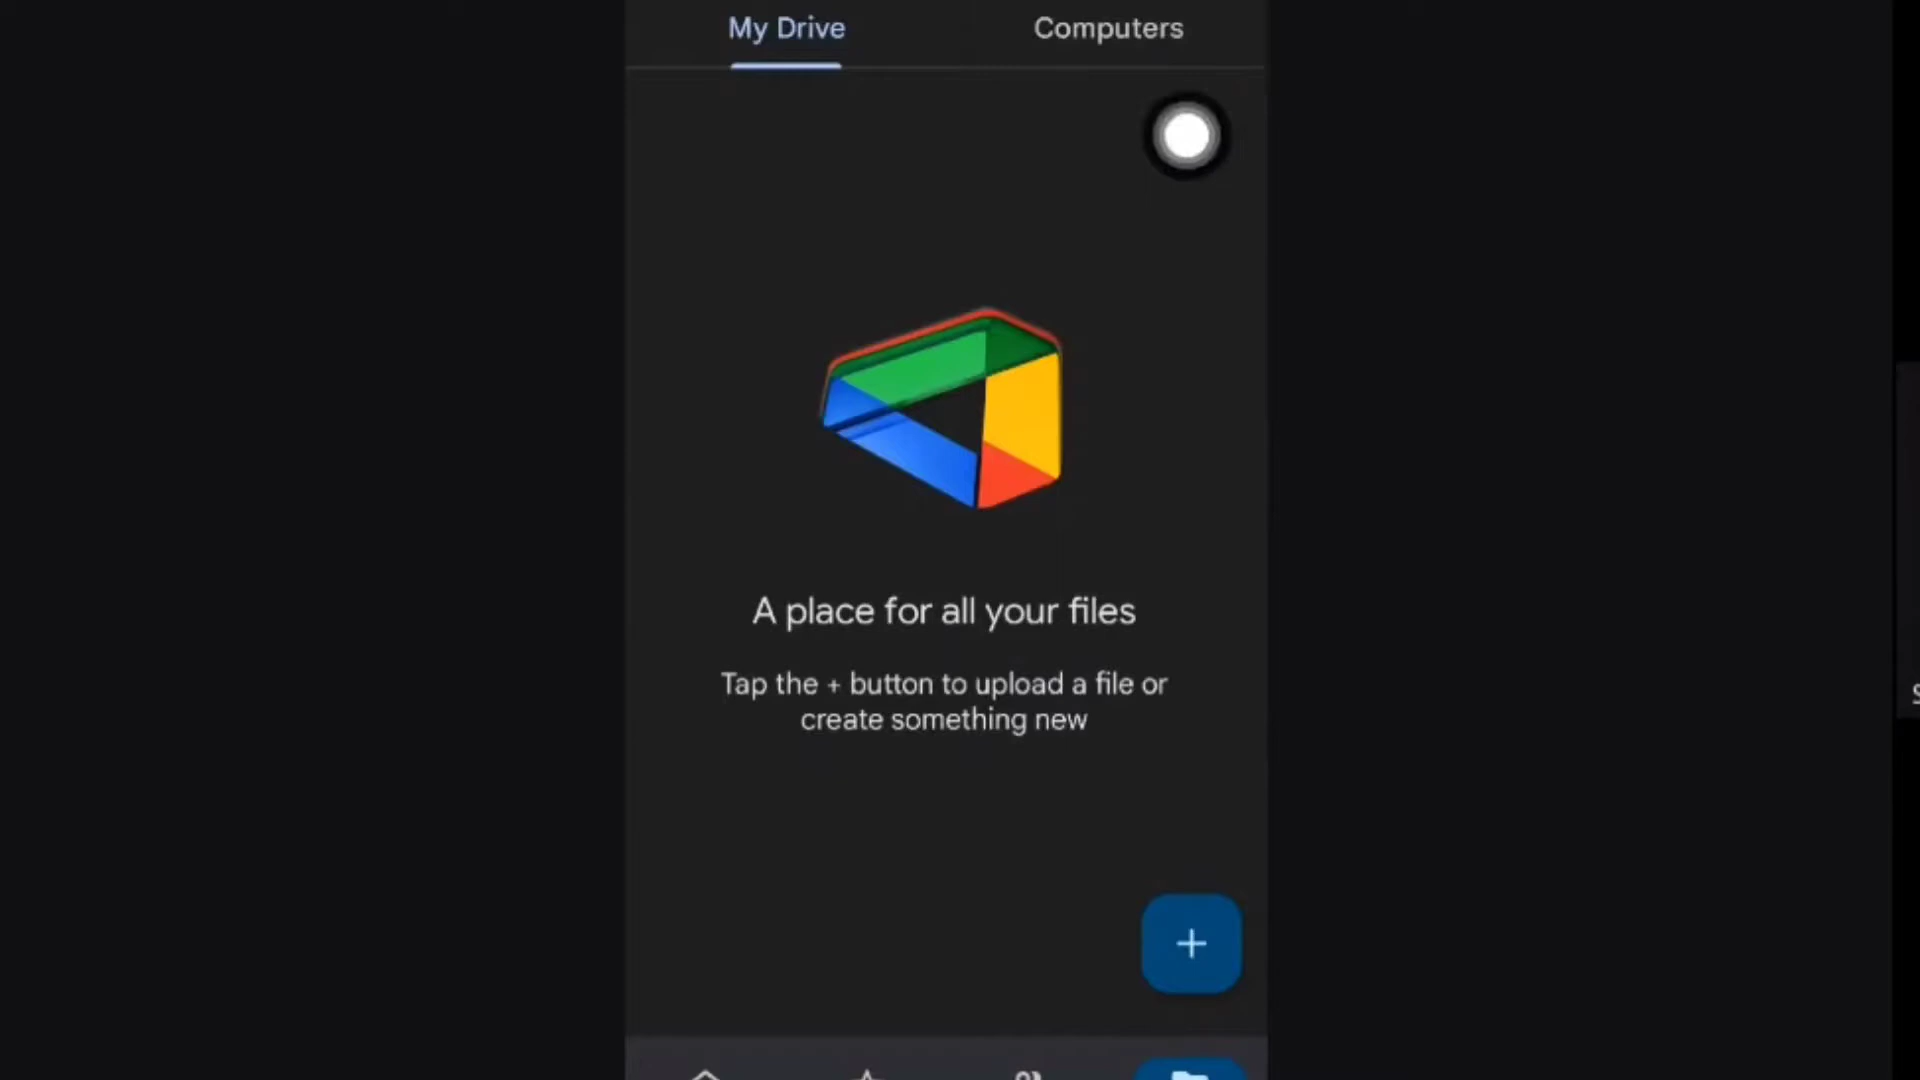 My Drive
Computers
A place for all your files
Tap the + button to upload a file or
create something new